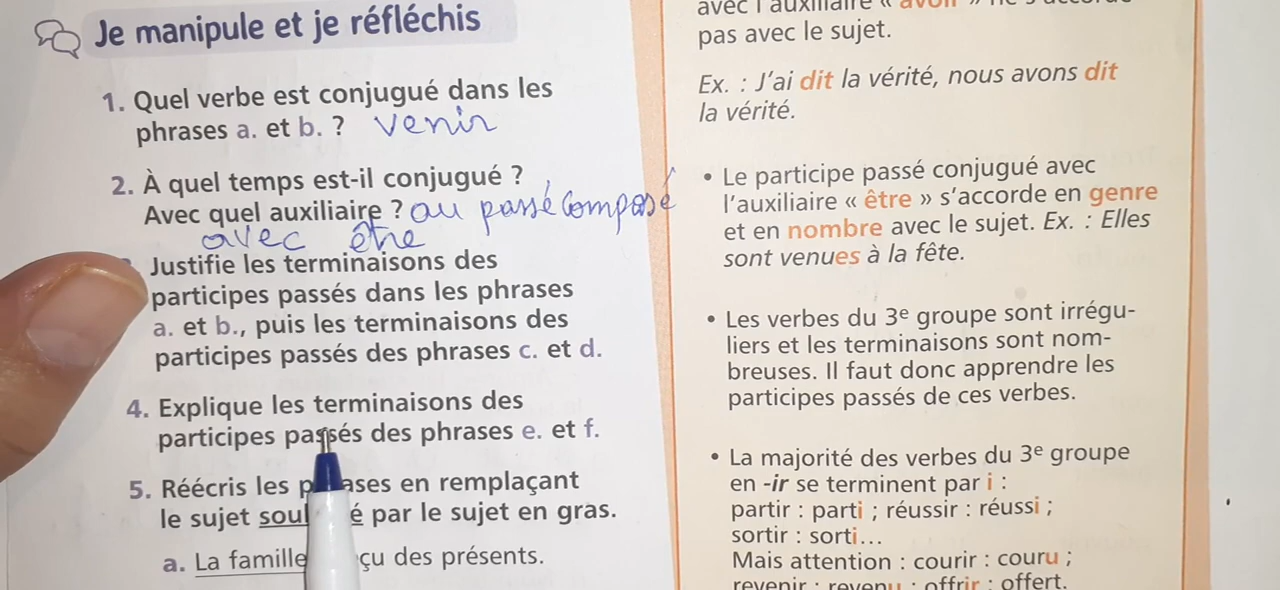 Je manipule et je réfléchis
1. Quel verbe est conjugué dans les
phrases a. et b. ? venir
2. À quel temps est-il conjugué ?
Avec quel auxiliaire ? au passé composé
avec être
Justifie les terminaisons des
participes passés dans les phrases
a. et b., puis les terminaisons des
participes passés des phrases c. et d.
4. Explique les terminaisons des
participes passés des phrases e. et f.
5. Réécris les p ases en remplaçant
le sujet soul é par le sujet en gras.
a. La famille çu des présents.
avec l'auxiliaire « avoir » ne s'accorde
pas avec le sujet.
Ex. : J'ai dit la vérité, nous avons dit
la vérité.
• Le participe passé conjugué avec
l'auxiliaire « être » s'accorde en genre
et en nombre avec le sujet. Ex. : Elles
sont venues à la fête.
• Les verbes du 3e groupe sont irrégu-
liers et les terminaisons sont nom-
breuses. Il faut donc apprendre les
participes passés de ces verbes.
• La majorité des verbes du 3e groupe
en -ir se terminent par i :
partir : parti ; réussir : réussi ;
sortir : sorti...
Mais attention : courir : couru ;
revenir : revenu ; offrir : offert.